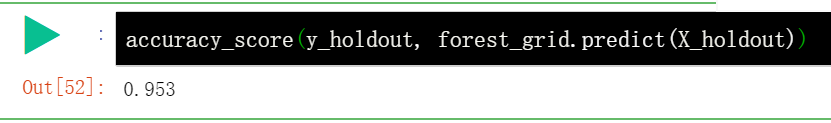 :
accuracy_score(y_holdout, forest_grid.predict(X_holdout))
Out[52]: 0.953